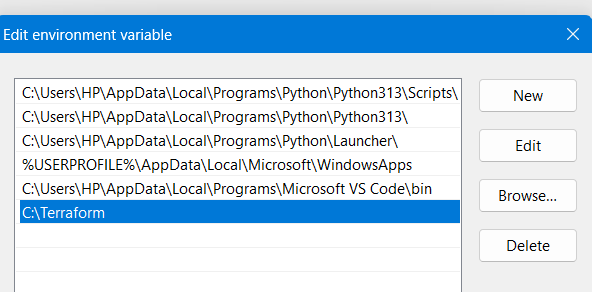 Edit environment variable
C:\Users\HP\AppData\Local\Programs\Python\Python313\Scripts\
New
C:\Users\HP\AppData\Local\Programs\Python\Python313\
C:\Users\HP\AppData\Local\Programs\Python\Launcher\
Edit
%USERPROFILE%\AppData\Local\Microsoft\WindowsApps
C:\Users\HP\AppData\Local\Programs\Microsoft VS Code\bin
Browse...
C:\Terraform
Delete